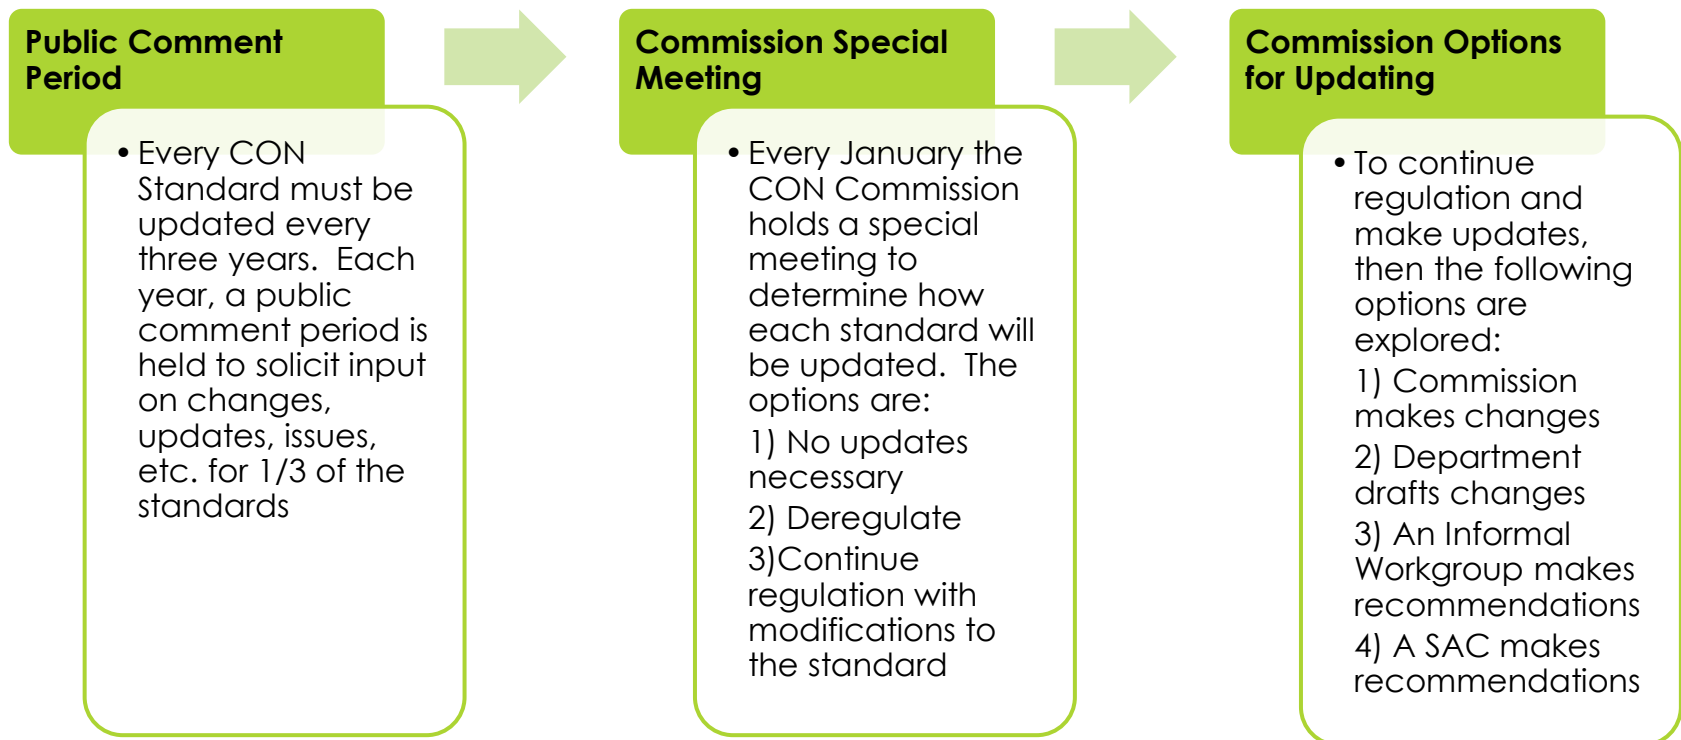 Public Comment
Period
• Every CON
Standard must be
updated every
three years.  Each
year, a public
comment period is
held to solicit input
on changes,
updates, issues,
etc. for 1/3 of the
standards
Commission Special
Meeting
• Every January the
CON Commission
holds a special
meeting to
determine how
each standard will
be updated.  The
options are:
1) No updates
necessary
2) Deregulate
3)Continue
regulation with
modifications to
the standard
Commission Options
for Updating
• To continue
regulation and
make updates,
then the following
options are
explored:
1) Commission
makes changes
2) Department
drafts changes
3) An Informal
Workgroup makes
recommendations
4) A SAC makes
recommendations